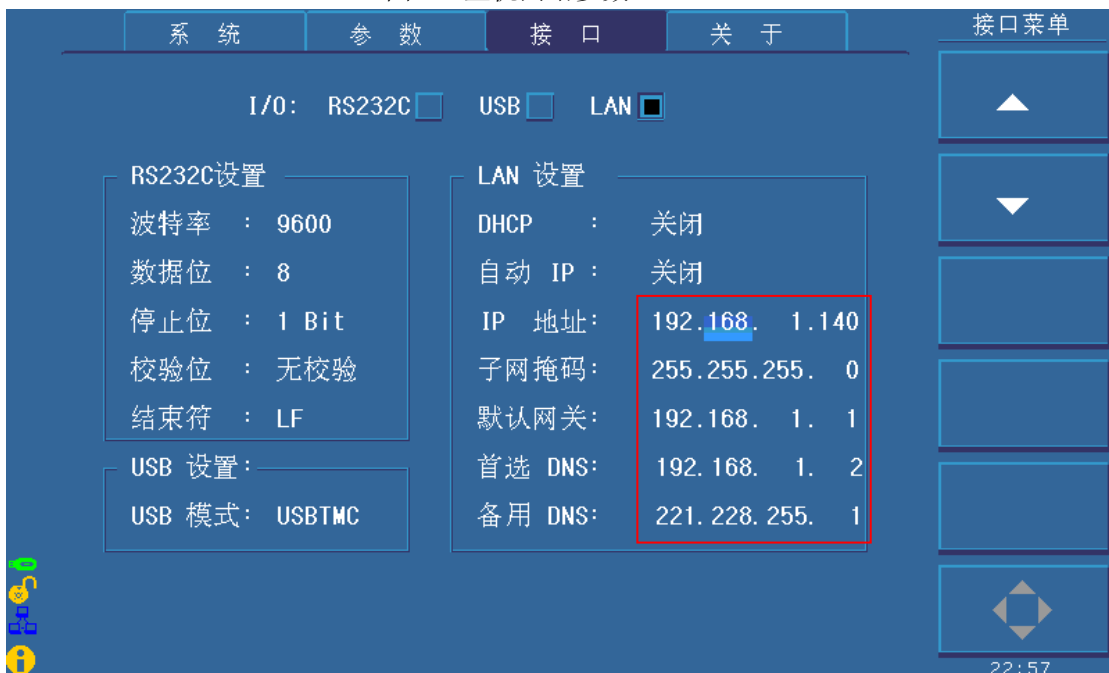 系 统 参 数 接 口 关 于 接口菜单
I/O: RS232C USB LAN
RS232C设置
波特率 : 9600
数据位 : 8
停止位 : 1 Bit
校验位 : 无校验
结束符 : LF
USB 设置:
USB 模式: USBTMC
LAN 设置
DHCP : 关闭
自动 IP : 关闭
IP 地址: 192.168. 1.140
子网掩码: 255.255.255. 0
默认网关: 192.168. 1. 1
首选 DNS: 192.168. 1. 2
备用 DNS: 221.228.255. 1
22:57